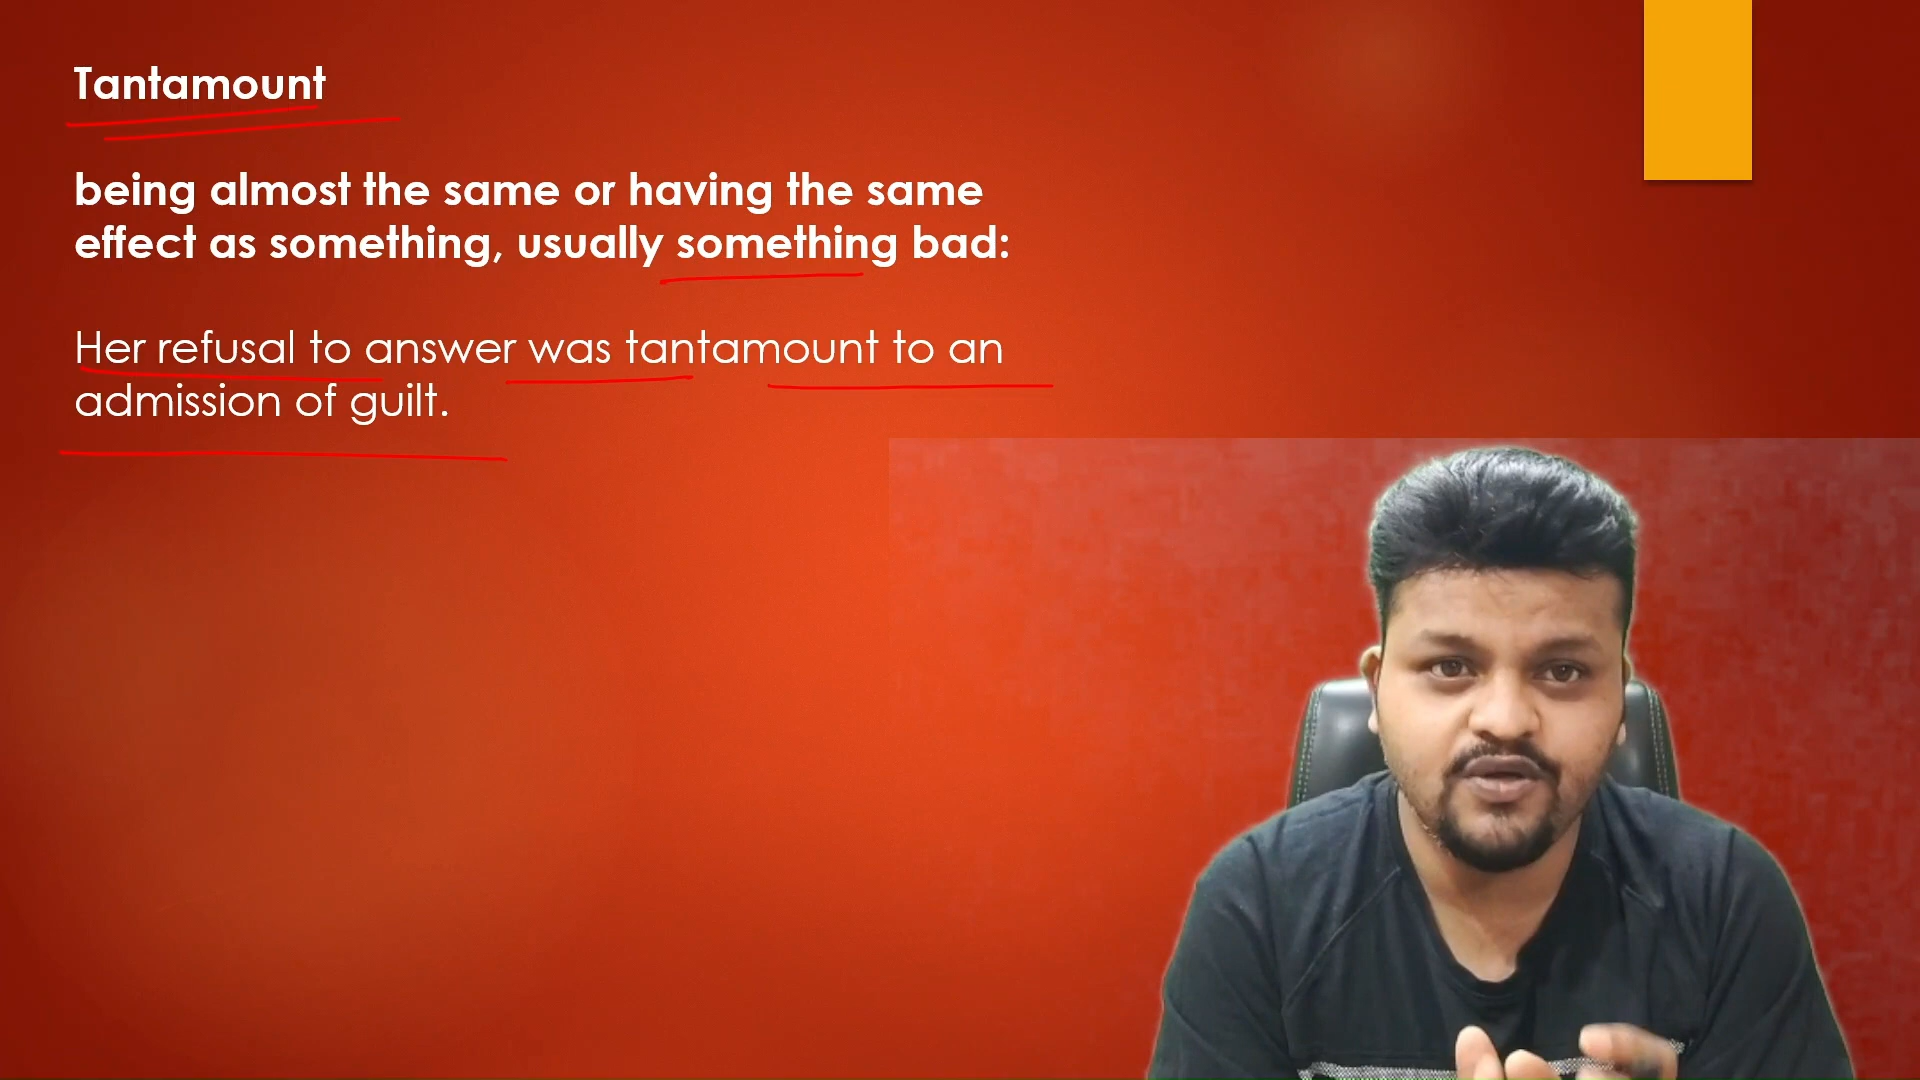 Tantamount
being almost the same or having the same
effect as something, usually something bad:
Her refusal to answer was tantamount to an
admission of guilt.